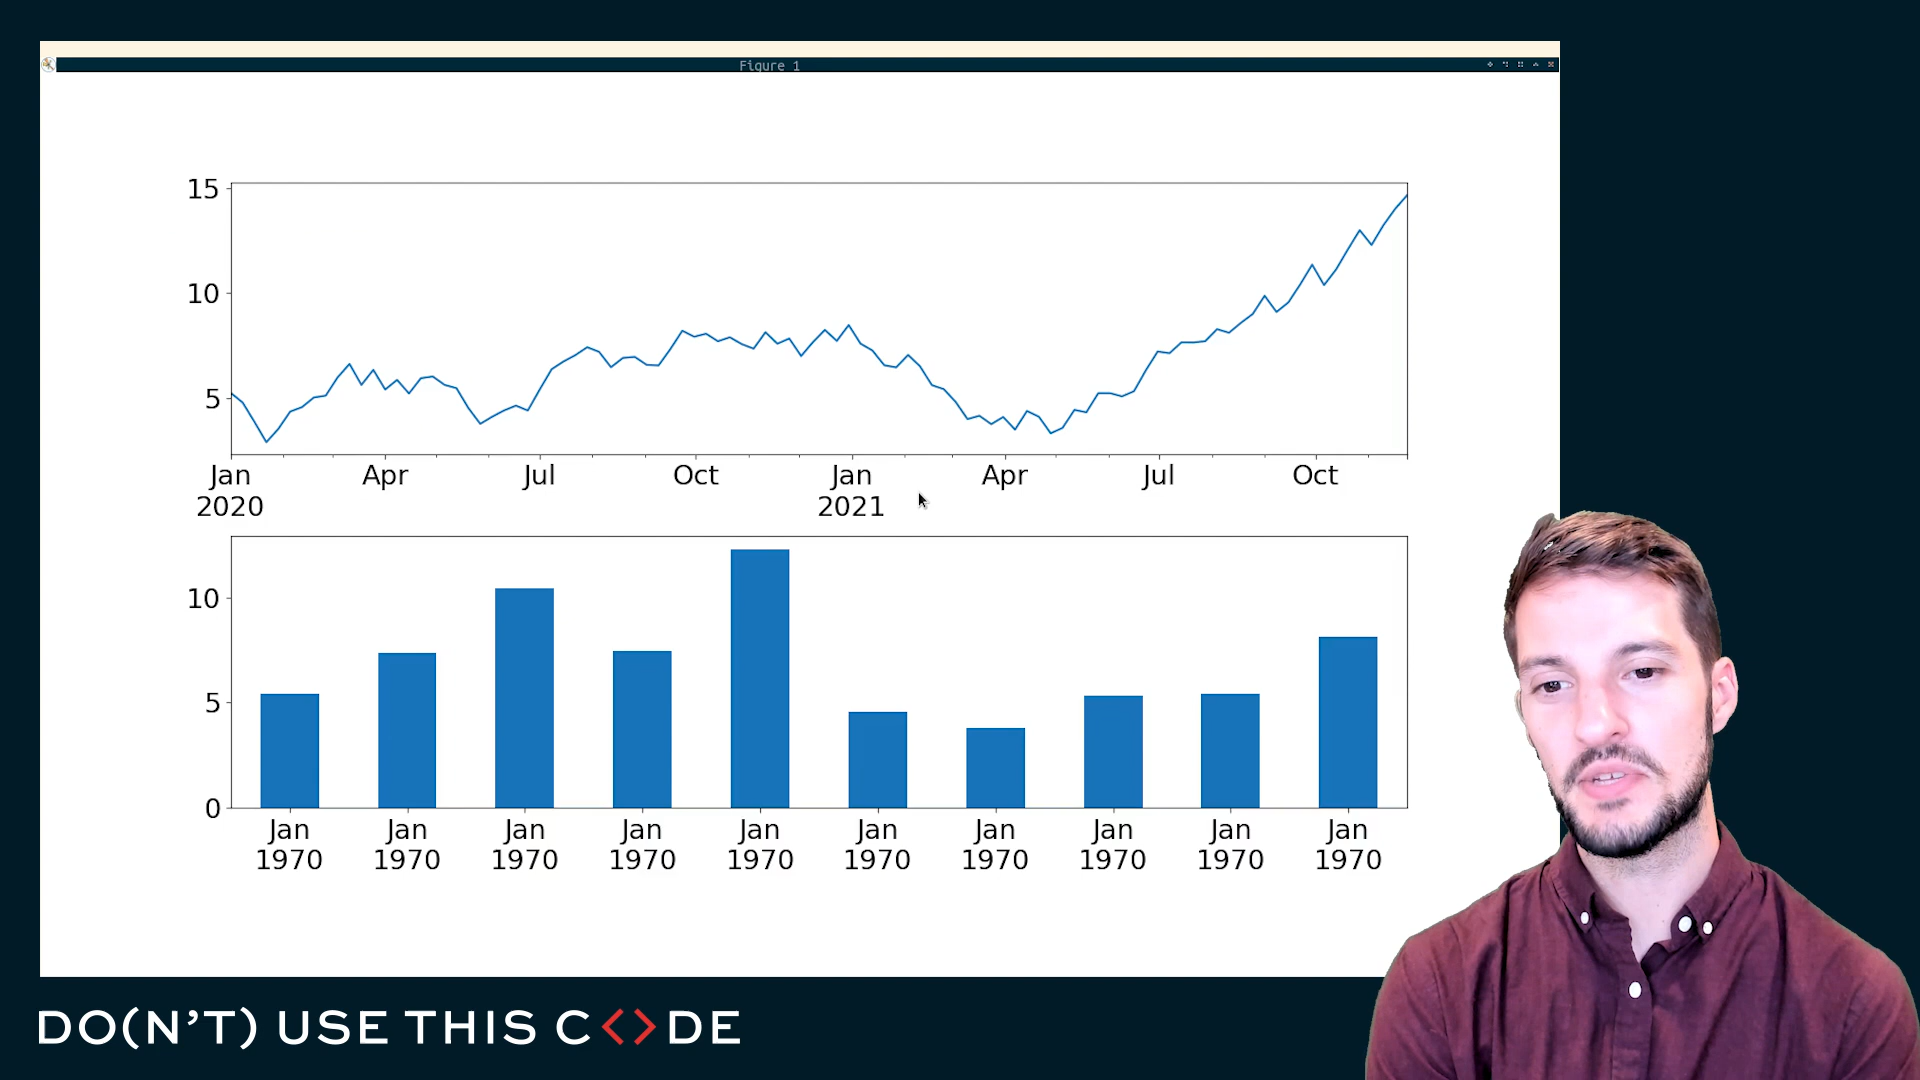 Figure 1
15
10
5
Jan Apr Jul Oct Jan Apr Jul Oct
2020 2021
10
5
0
Jan Jan Jan Jan Jan Jan Jan Jan Jan Jan
1970 1970 1970 1970 1970 1970 1970 1970 1970 1970
DO(N’T) USE THIS C<>DE